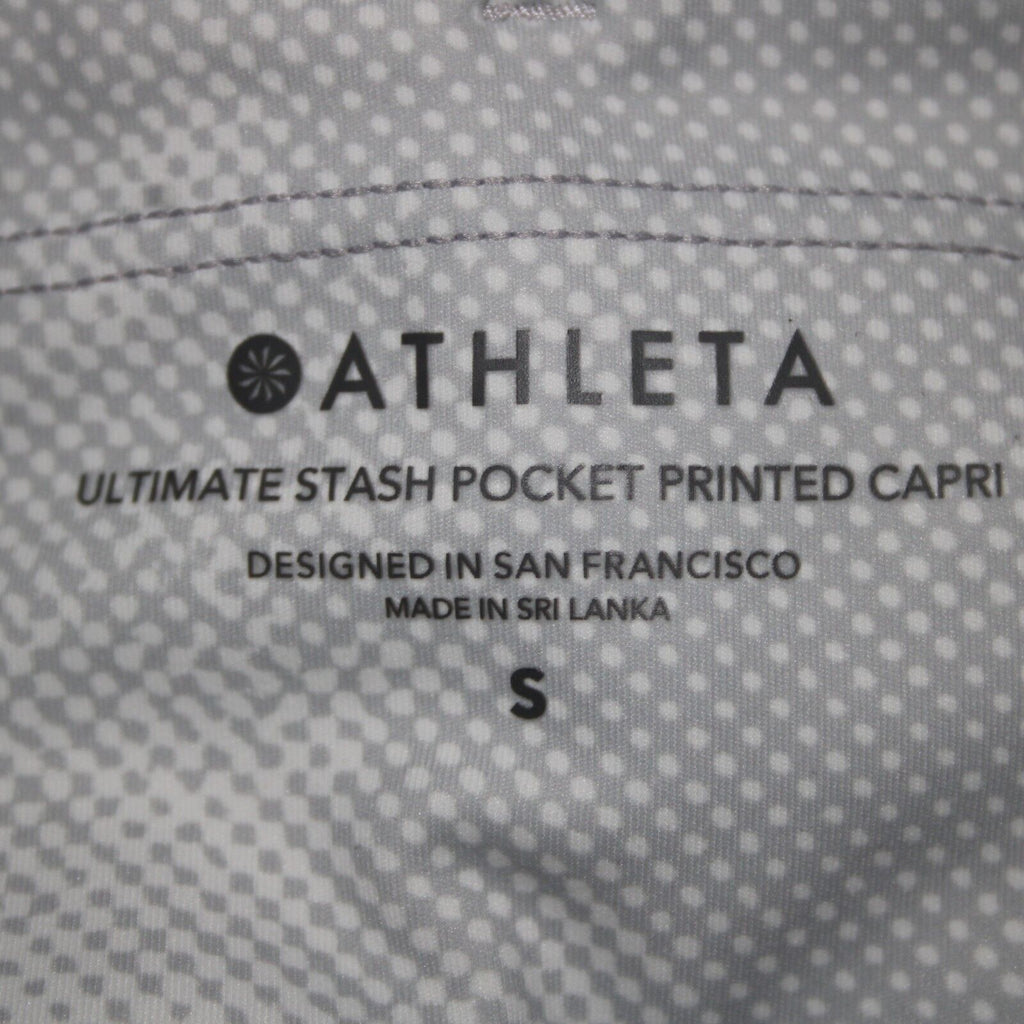 ATHLETA
ULTIMATE STASH POCKET PRINTED CAPRI
DESIGNED IN SAN FRANCISCO
MADE IN SRI LANKA
S